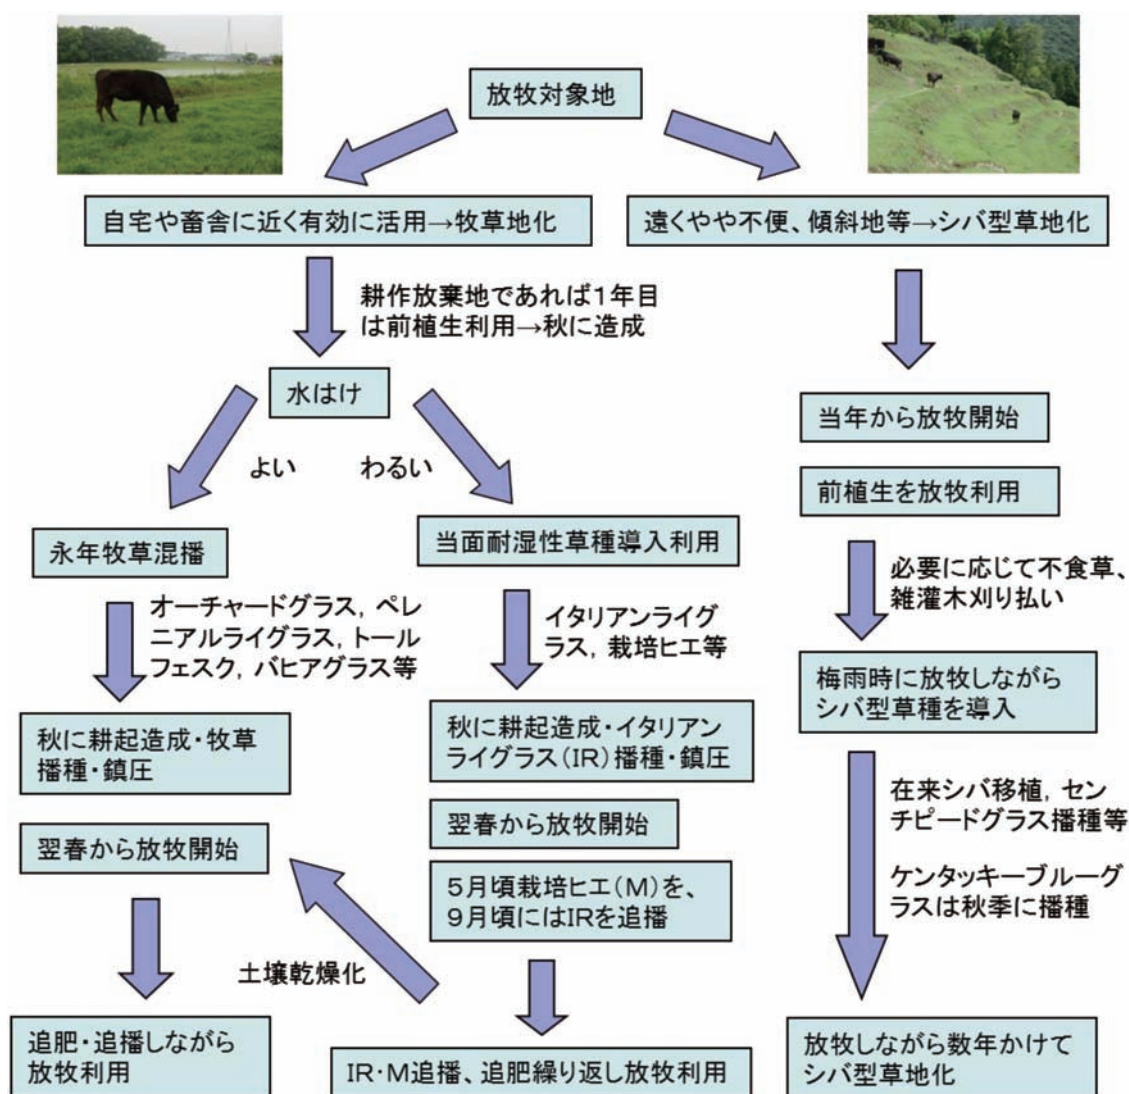 放牧対象地
自宅や畜舎に近く有効に活用→牧草地化
遠くやや不便、傾斜地等→シバ型草地化
耕作放棄地であれば1年目
は前植生利用→秋に造成
水はけ
よい
わるい
永年牧草混播
オーチャードグラス，ペレ
ニアルライグラス，トール
フェスク，バヒアグラス等
秋に耕起造成・牧草
播種・鎮圧
翌春から放牧開始
追肥・追播しながら
放牧利用
当面耐湿性草種導入利用
イタリアンライグ
ラス，栽培ヒエ等
秋に耕起造成・イタリアン
ライグラス（IR）播種・鎮圧
翌春から放牧開始
5月頃栽培ヒエ（M）を、
9月頃にはIRを追播
土壌乾燥化
IR・M追播、追肥繰り返し放牧利用
当年から放牧開始
前植生を放牧利用
必要に応じて不食草、
雑灌木刈り払い
梅雨時に放牧しながら
シバ型草種を導入
在来シバ移植，セン
チピードグラス播種等
ケンタッキーブルーグ
ラスは秋季に播種
放牧しながら数年かけて
シバ型草地化